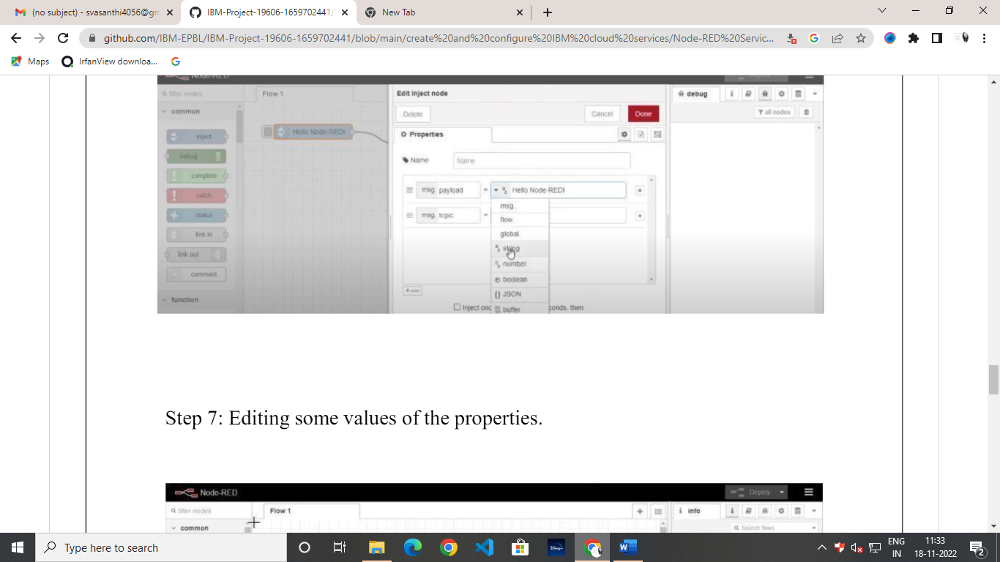 (no subject) - svasanthi4056@gm
IBM-Project-19606-1659702441/
New Tab
github.com/IBM-EPBL/IBM-Project-19606-1659702441/blob/main/create%20and%20configure%20IBM%20cloud%20services/Node-RED%20Servic...
Maps
IrfanView downloa...
Node-RED
Deploy
filter nodes
Flow 1
Edit inject node
debug
common
Delete
Cancel
Done
all nodes
inject
Hello Node-RED!
Properties
debug
Name
Name
complete
msg. payload
=
Hello Node-RED!
catch
msg.
status
msg. topic
=
flow
link in
global.
link out
string
number
comment
boolean
add
JSON
function
Inject onc
buffer
conds, then
Step 7: Editing some values of the properties.
Node-RED
Deploy
filter nodes
Flow 1
info
common
Search flows
Type here to search
ENG
IN
11:33
18-11-2022
2